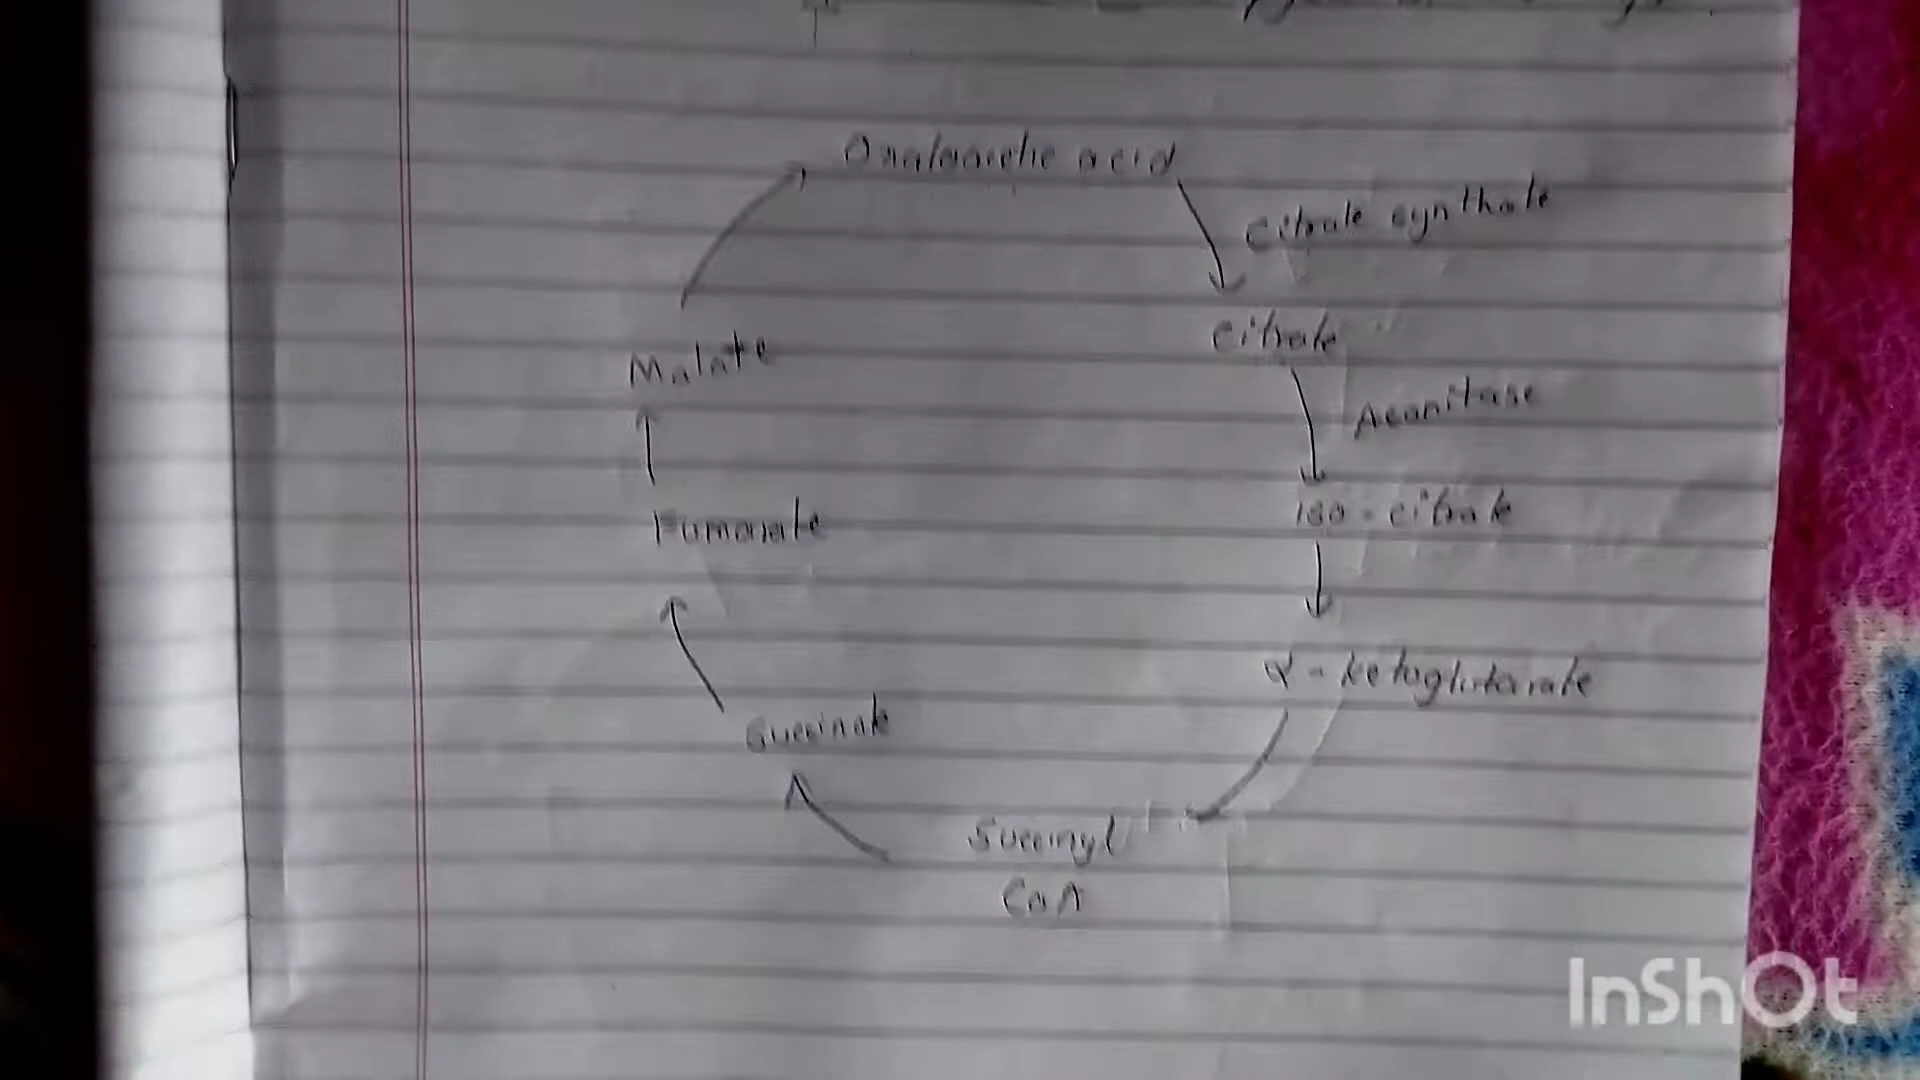 Oxaloacetic acid
Citrate synthate
Citrate
Aconitase
iso - citrate
α - ketoglutarate
Succinyl
CoA
Succinate
Fumarate
Malate
InShOt